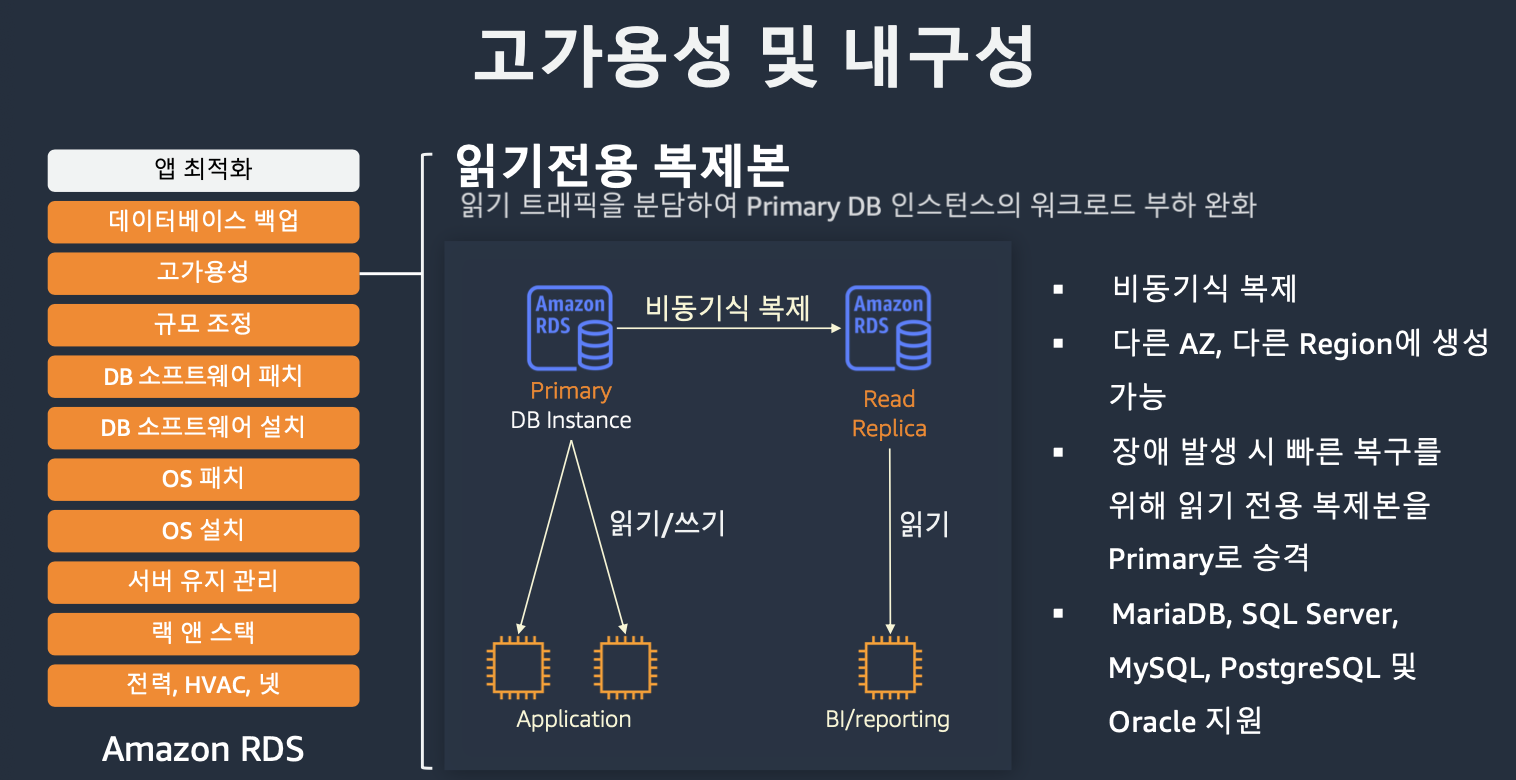 고가용성 및 내구성
앱 최적화
데이터베이스 백업
고가용성
규모 조정
DB 소프트웨어 패치
DB 소프트웨어 설치
OS 패치
OS 설치
서버 유지 관리
랙 앤 스택
전력, HVAC, 넷
Amazon RDS
읽기전용 복제본
읽기 트래픽을 분담하여 Primary DB 인스턴스의 워크로드 부하 완화
Amazon
RDS
비동기식 복제
Amazon
RDS
Primary
DB Instance
Read
Replica
읽기/쓰기
읽기
Application
BI/reporting
▪ 비동기식 복제
▪ 다른 AZ, 다른 Region에 생성
가능
▪ 장애 발생 시 빠른 복구를
위해 읽기 전용 복제본을
Primary로 승격
▪ MariaDB, SQL Server,
MySQL, PostgreSQL 및
Oracle 지원